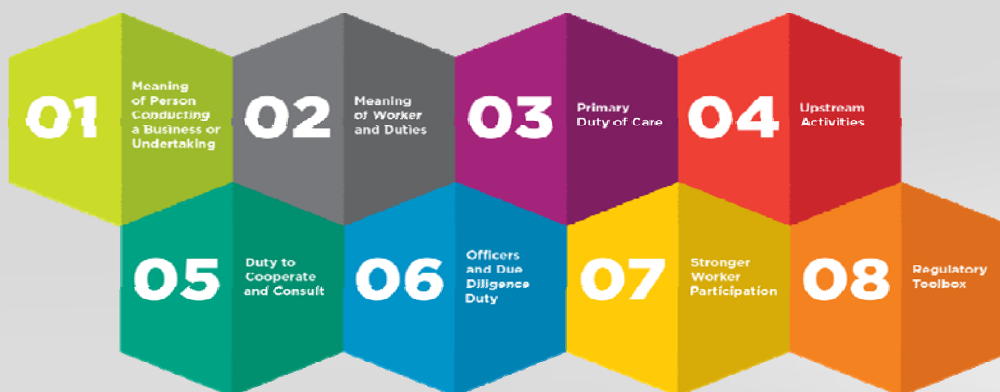 01
Meaning
of Person
Conducting
a Business or
Undertaking
02
Meaning
of Worker
and Duties
03
Primary
Duty of Care
04
Upstream
Activities
05
Duty to
Cooperate
and Consult
06
Officers
and Due
Diligence
Duty
07
Stronger
Worker
Participation
08
Regulatory
Toolbox